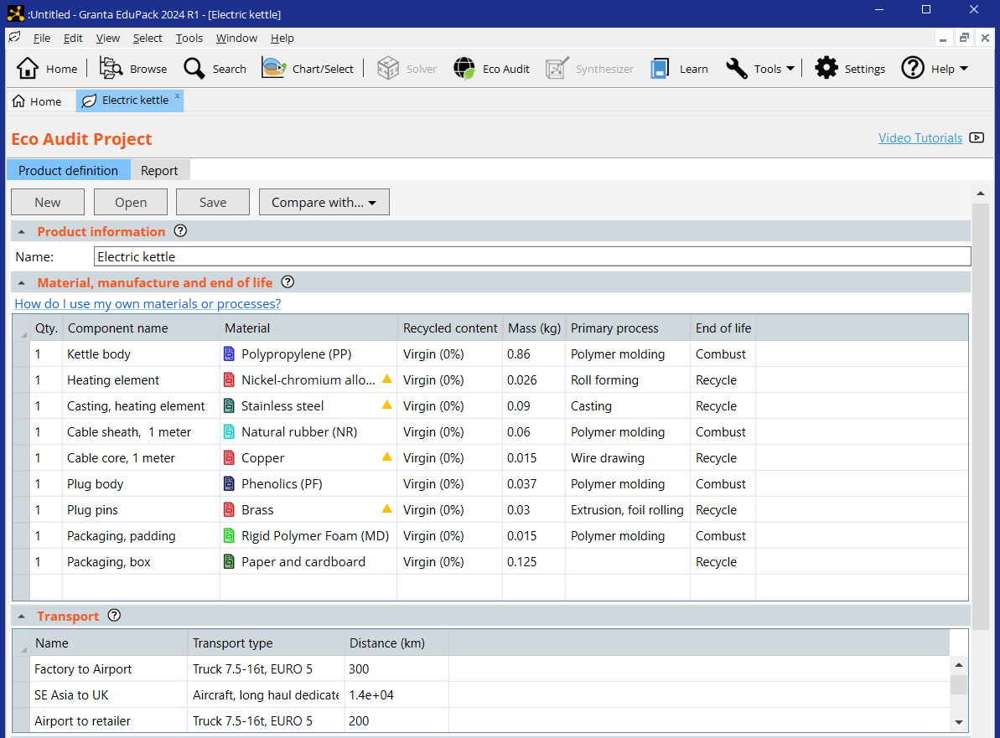 :Untitled - Granta EduPack 2024 R1 - [Electric kettle]
File Edit View Select Tools Window Help
Home Browse Search Chart/Select Solver Eco Audit Synthesizer Learn Tools Settings Help
Home Electric kettle x
Eco Audit Project Video Tutorials
Product definition Report
New Open Save Compare with...
Product information ?
Name: Electric kettle
Material, manufacture and end of life ?
How do I use my own materials or processes?
Qty. Component name Material Recycled content Mass (kg) Primary process End of life
1 Kettle body Polypropylene (PP) Virgin (0%) 0.86 Polymer molding Combust
1 Heating element Nickel-chromium allo... Virgin (0%) 0.026 Roll forming Recycle
1 Casting, heating element Stainless steel Virgin (0%) 0.09 Casting Recycle
1 Cable sheath, 1 meter Natural rubber (NR) Virgin (0%) 0.06 Polymer molding Combust
1 Cable core, 1 meter Copper Virgin (0%) 0.015 Wire drawing Recycle
1 Plug body Phenolics (PF) Virgin (0%) 0.037 Polymer molding Combust
1 Plug pins Brass Virgin (0%) 0.03 Extrusion, foil rolling Recycle
1 Packaging, padding Rigid Polymer Foam (MD) Virgin (0%) 0.015 Polymer molding Combust
1 Packaging, box Paper and cardboard Virgin (0%) 0.125 Recycle
Transport ?
Name Transport type Distance (km)
Factory to Airport Truck 7.5-16t, EURO 5 300
SE Asia to UK Aircraft, long haul dedicate 1.4e+04
Airport to retailer Truck 7.5-16t, EURO 5 200